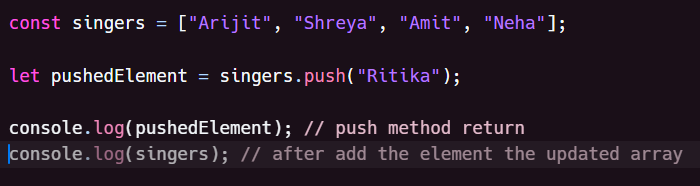 const singers = ["Arijit", "Shreya", "Amit", "Neha"];
let pushedElement = singers.push("Ritika");
console.log(pushedElement); // push method return
console.log(singers); // after add the element the updated array